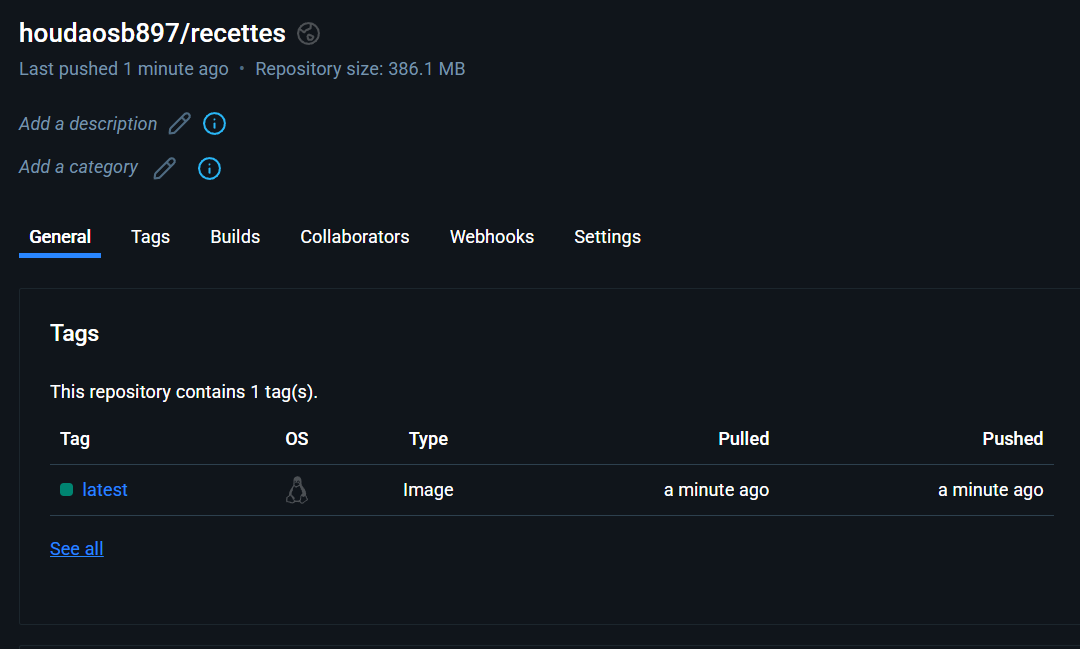 houdaosb897/recettes
Last pushed 1 minute ago • Repository size: 386.1 MB
Add a description
Add a category
General Tags Builds Collaborators Webhooks Settings
Tags
This repository contains 1 tag(s).
Tag OS Type Pulled Pushed
latest Image a minute ago a minute ago
See all